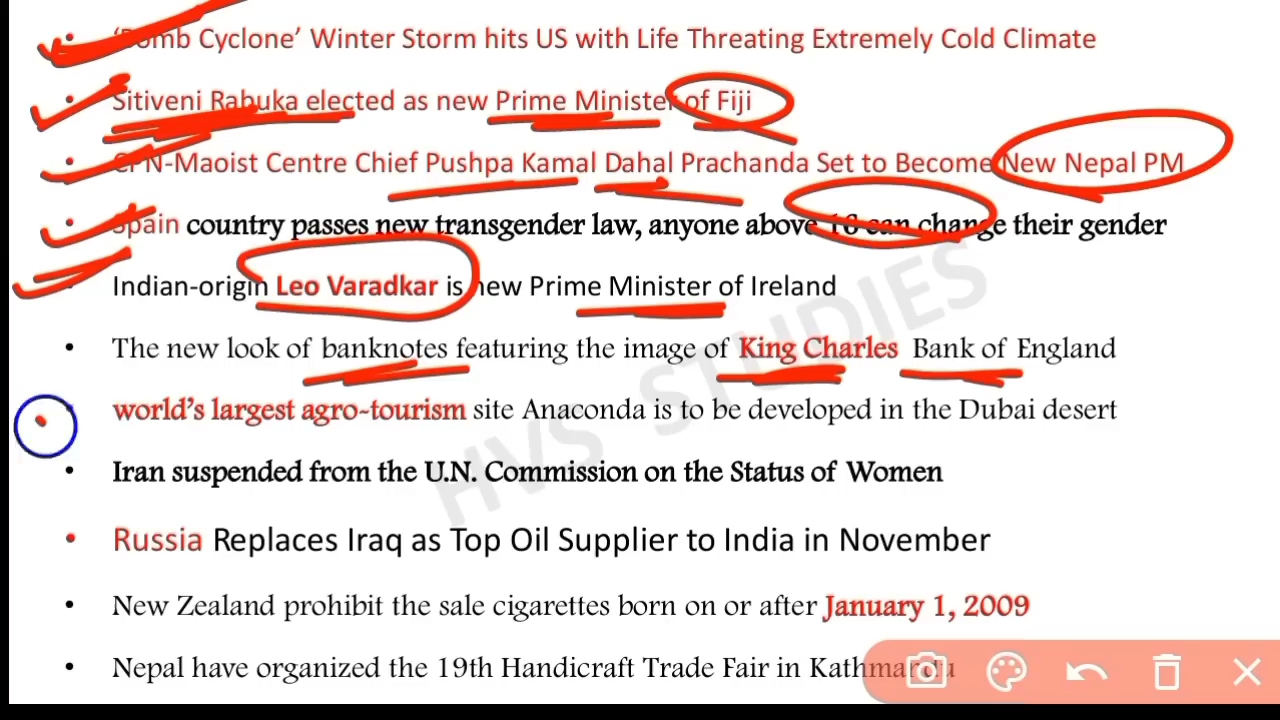 • 'Bomb Cyclone' Winter Storm hits US with Life Threating Extremely Cold Climate
• Sitiveni Rabuka elected as new Prime Minister of Fiji
• CPN-Maoist Centre Chief Pushpa Kamal Dahal Prachanda Set to Become New Nepal PM
• Spain country passes new transgender law, anyone above 16 can change their gender
• Indian-origin Leo Varadkar is new Prime Minister of Ireland
• The new look of banknotes featuring the image of King Charles Bank of England
• world's largest agro-tourism site Anaconda is to be developed in the Dubai desert
• Iran suspended from the U.N. Commission on the Status of Women
• Russia Replaces Iraq as Top Oil Supplier to India in November
• New Zealand prohibit the sale cigarettes born on or after January 1, 2009
• Nepal have organized the 19th Handicraft Trade Fair in Kathmandu
HVS STUDIES